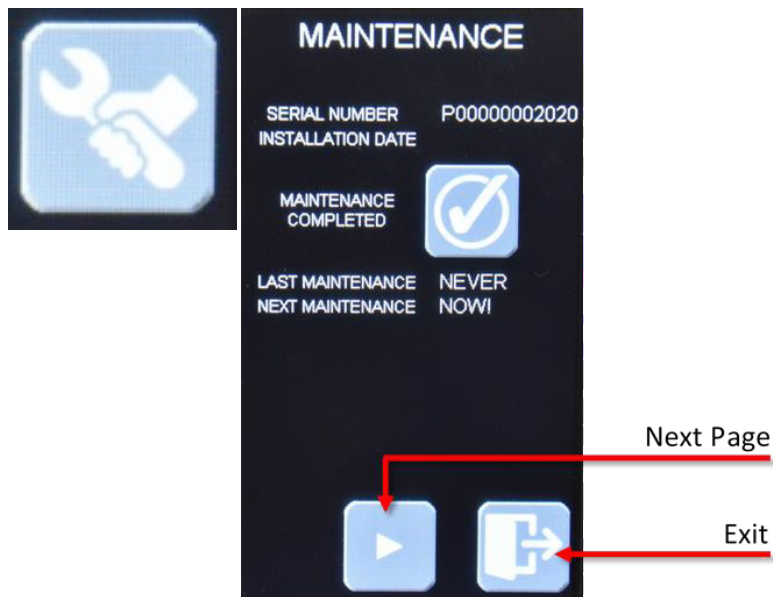 MAINTENANCE
SERIAL NUMBER P00000002020
INSTALLATION DATE
MAINTENANCE
COMPLETED
LAST MAINTENANCE NEVER
NEXT MAINTENANCE NOW!
Next Page
Exit